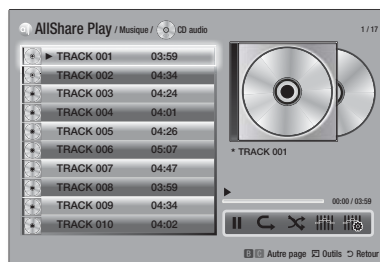 AllShare Play / Musique / CD audio 1 / 17
TRACK 001 03:59
TRACK 002 04:34
TRACK 003 04:24
TRACK 004 04:01
TRACK 005 04:26
TRACK 006 05:07
TRACK 007 04:47
TRACK 008 03:59
TRACK 009 04:34
TRACK 010 04:02
* TRACK 001
00:00 / 03:59
B C Autre page Outils Retour